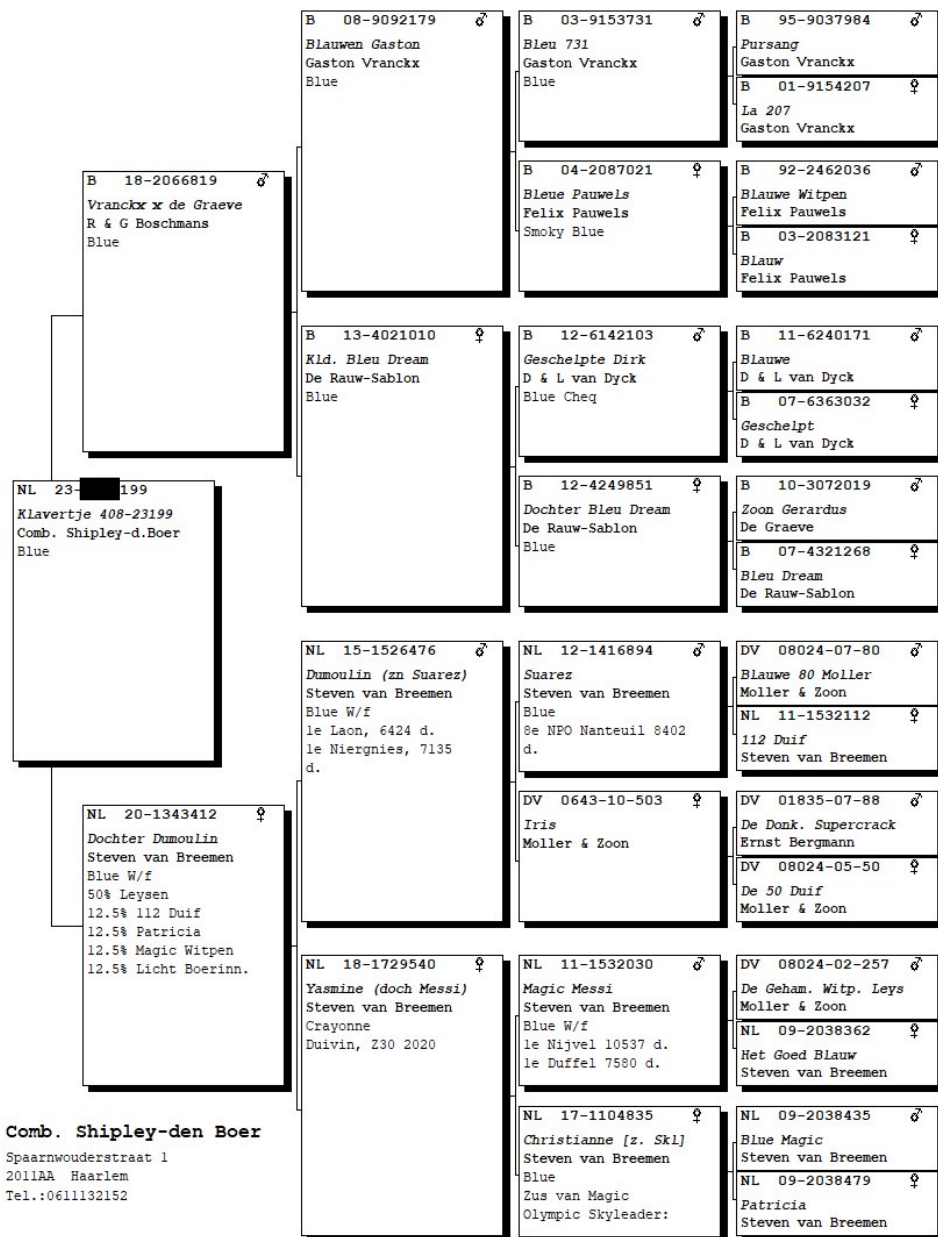 NL 23- 199
Klavertje 408-23199
Comb. Shipley-d.Boer
Blue
B 18-2066819 ♂
Vranckx x de Graeve
R & G Boschmans
Blue
NL 20-1343412 ♀
Dochter Dumoulin
Steven van Breemen
Blue W/f
50% Leysen
12.5% 112 Duif
12.5% Patricia
12.5% Magic Witpen
12.5% Licht Boerinn.
B 08-9092179 ♂
Blauwen Gaston
Gaston Vranckx
Blue
B 13-4021010 ♀
Kld. Bleu Dream
De Rauw-Sablon
Blue
NL 15-1526476 ♂
Dumoulin (zn Suarez)
Steven van Breemen
Blue W/f
1e Laon, 6424 d.
1e Niergnies, 7135
d.
NL 18-1729540 ♀
Yasmine (doch Messi)
Steven van Breemen
Crayonne
Duivin, Z30 2020
B 03-9153731 ♂
Bleu 731
Gaston Vranckx
Blue
B 04-2087021 ♀
Bleue Pauwels
Felix Pauwels
Smoky Blue
B 12-6142103 ♂
Geschelpte Dirk
D & L van Dyck
Blue Cheq
B 12-4249851 ♀
Dochter Bleu Dream
De Rauw-Sablon
Blue
NL 12-1416894 ♂
Suarez
Steven van Breemen
Blue
8e NPO Nanteuil 8402
d.
DV 0643-10-503 ♀
Iris
Moller & Zoon
NL 11-1532030 ♂
Magic Messi
Steven van Breemen
Blue W/f
1e Nijvel 10537 d.
1e Duffel 7580 d.
NL 17-1104835 ♀
Christianne [z. Skl]
Steven van Breemen
Blue
Zus van Magic
Olympic Skyleader:
B 95-9037984 ♂
Pursang
Gaston Vranckx
B 01-9154207 ♀
La 207
Gaston Vranckx
B 92-2462036 ♂
Blauwe Witpen
Felix Pauwels
B 03-2083121 ♀
Blauw
Felix Pauwels
B 11-6240171 ♂
Blauwe
D & L van Dyck
B 07-6363032 ♀
Geschelpt
D & L van Dyck
B 10-3072019 ♂
Zoon Gerardus
De Graeve
B 07-4321268 ♀
Bleu Dream
De Rauw-Sablon
DV 08024-07-80 ♂
Blauwe 80 Moller
Moller & Zoon
NL 11-1532112 ♀
112 Duif
Steven van Breemen
DV 01835-07-88 ♂
De Donk. Supercrack
Ernst Bergmann
DV 08024-05-50 ♀
De 50 Duif
Moller & Zoon
DV 08024-02-257 ♂
De Geham. Witp. Leys
Moller & Zoon
NL 09-2038362 ♀
Het Goed Blauw
Steven van Breemen
NL 09-2038435 ♂
Blue Magic
Steven van Breemen
NL 09-2038479 ♀
Patricia
Steven van Breemen
Comb. Shipley-den Boer
Spaarnwouderstraat 1
2011AA Haarlem
Tel.:0611132152